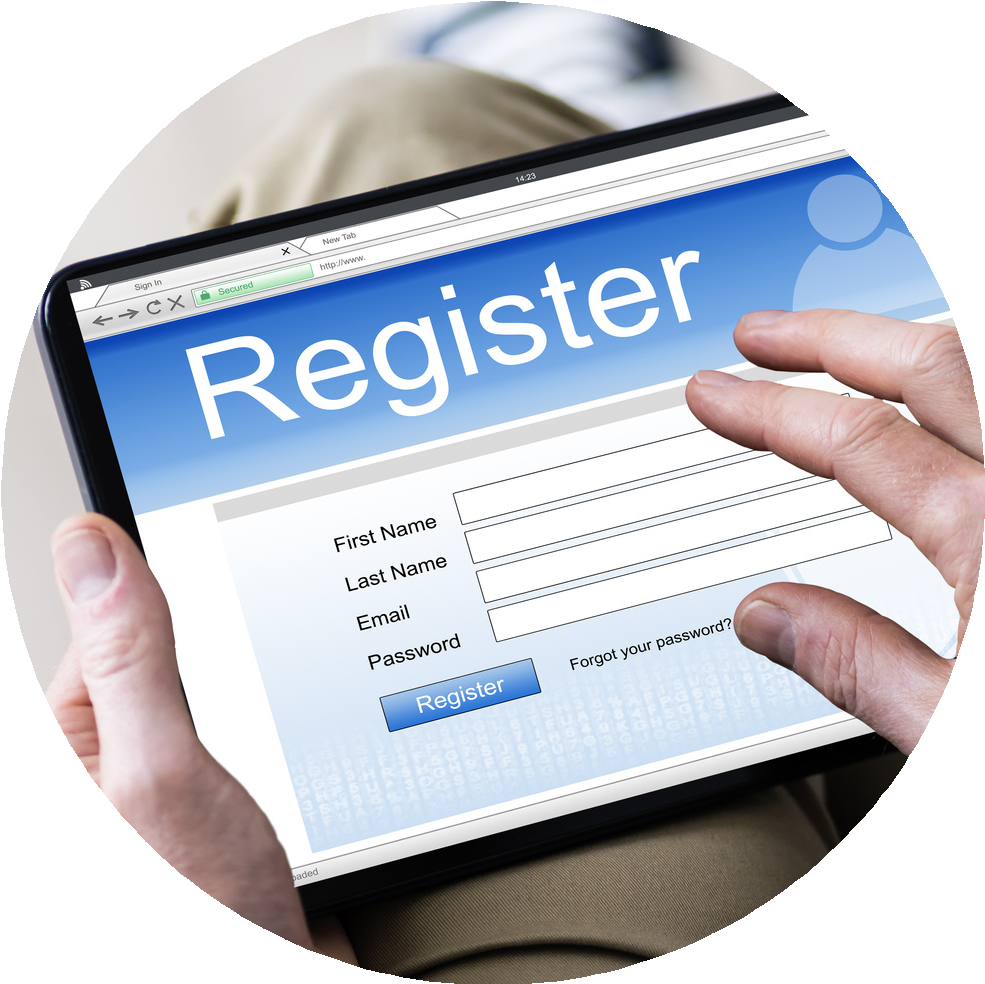 14:23
Sign In
New Tab
Secured
http://www.
Register
First Name
Last Name
Email
Password
Register
Forgot your password?